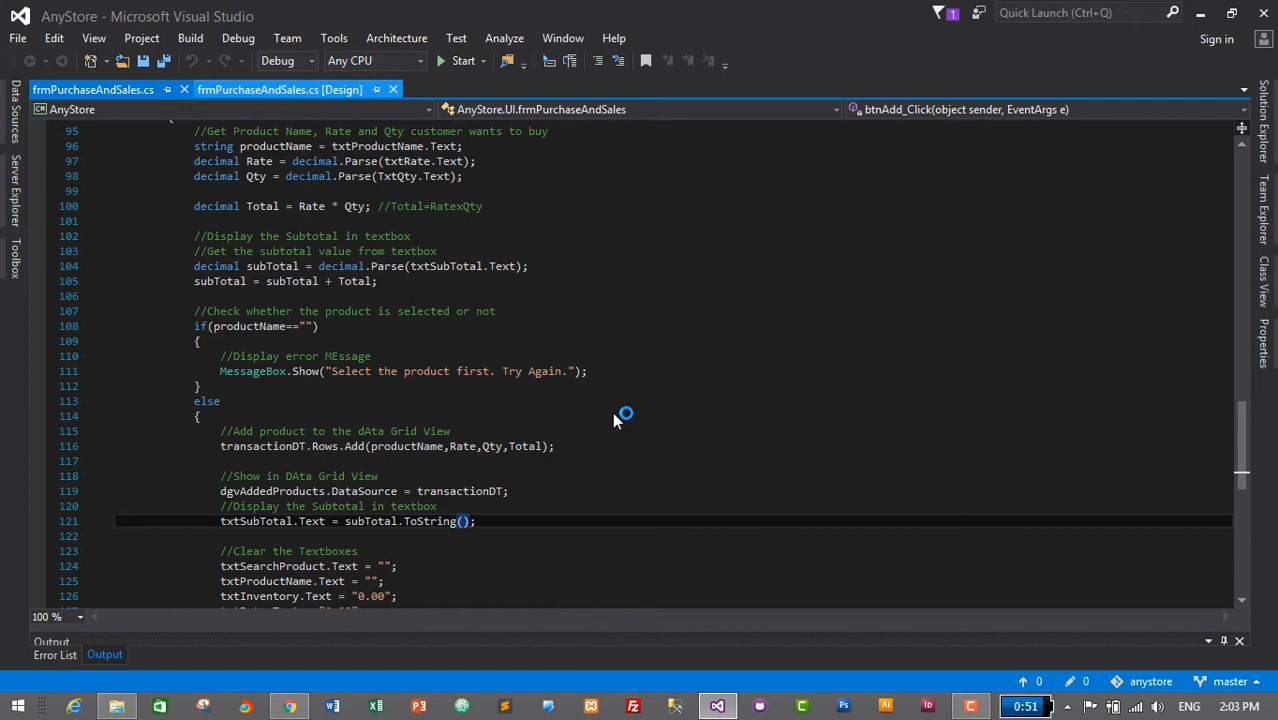 AnyStore - Microsoft Visual Studio
1
Quick Launch (Ctrl+Q)
File Edit View Project Build Debug Team Tools Architecture Test Analyze Window Help
Sign in
Debug Any CPU Start
frmPurchaseAndSales.cs frmPurchaseAndSales.cs [Design]
AnyStore AnyStore.UI.frmPurchaseAndSales btnAdd_Click(object sender, EventArgs e)
Data Sources
Server Explorer
Toolbox
Solution Explorer
Team Explorer
Class View
Properties
{
95 //Get Product Name, Rate and Qty customer wants to buy
96 string productName = txtProductName.Text;
97 decimal Rate = decimal.Parse(txtRate.Text);
98 decimal Qty = decimal.Parse(TxtQty.Text);
99
100 decimal Total = Rate * Qty; //Total=RatexQty
101
102 //Display the Subtotal in textbox
103 //Get the subtotal value from textbox
104 decimal subTotal = decimal.Parse(txtSubTotal.Text);
105 subTotal = subTotal + Total;
106
107 //Check whether the product is selected or not
108 if(productName=="")
109 {
110 //Display error MEssage
111 MessageBox.Show("Select the product first. Try Again.");
112 }
113 else
114 {
115 //Add product to the dAta Grid View
116 transactionDT.Rows.Add(productName,Rate,Qty,Total);
117
118 //Show in DAta Grid View
119 dgvAddedProducts.DataSource = transactionDT;
120 //Display the Subtotal in textbox
121 txtSubTotal.Text = subTotal.ToString();
122
123 //Clear the Textboxes
124 txtSearchProduct.Text = "";
125 txtProductName.Text = "";
126 txtInventory.Text = "0.00";
100 %
Output
Error List Output
0 0 anystore master
0:51 ENG 2:03 PM